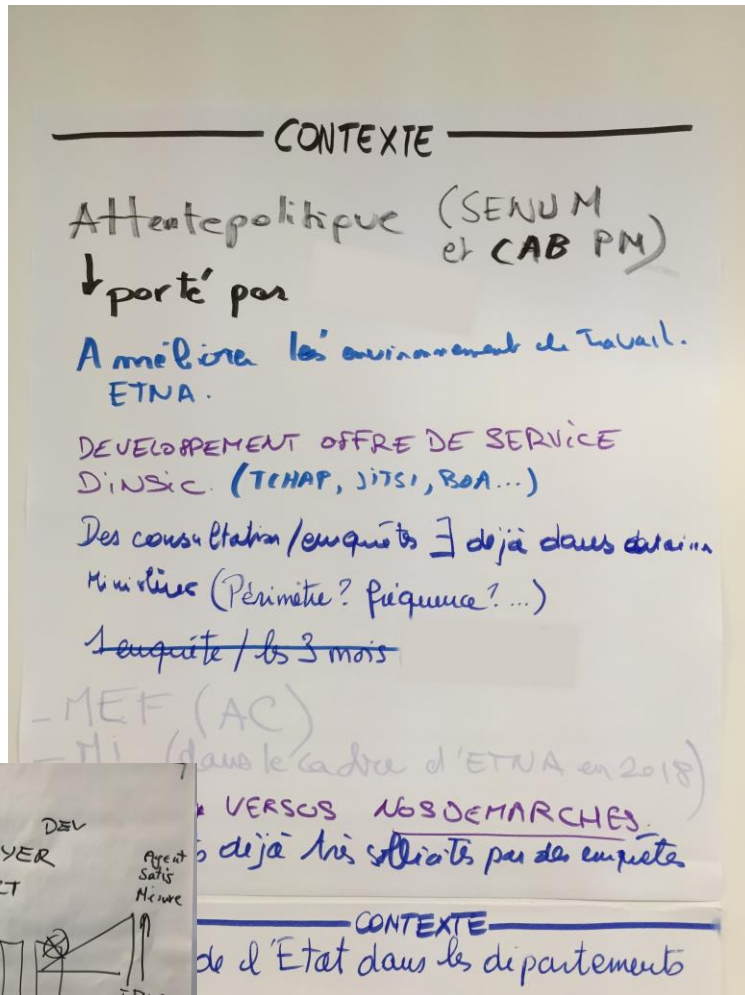 CONTEXTE
Attente politique (SENUM
et CAB PM)
↓ porté par
Améliorer les environnement de Travail.
ETNA.
DEVELOPPEMENT OFFRE DE SERVICE
DiNSiC. (TCHAP, JITSI, BOA...)
Des consultation/enquêtes ∃ déjà dans certains
Ministères (Périmètre? fréquence?...)
1 enquête / les 3 mois
- MEF (AC)
- MI (dans le cadre d'ETNA en 2018)
VERSUS NOS DEMARCHES.
déjà très sollicités par des enquêtes
CONTEXTE
de l'Etat dans les départements
DEV
Agent
Satis
Mesure